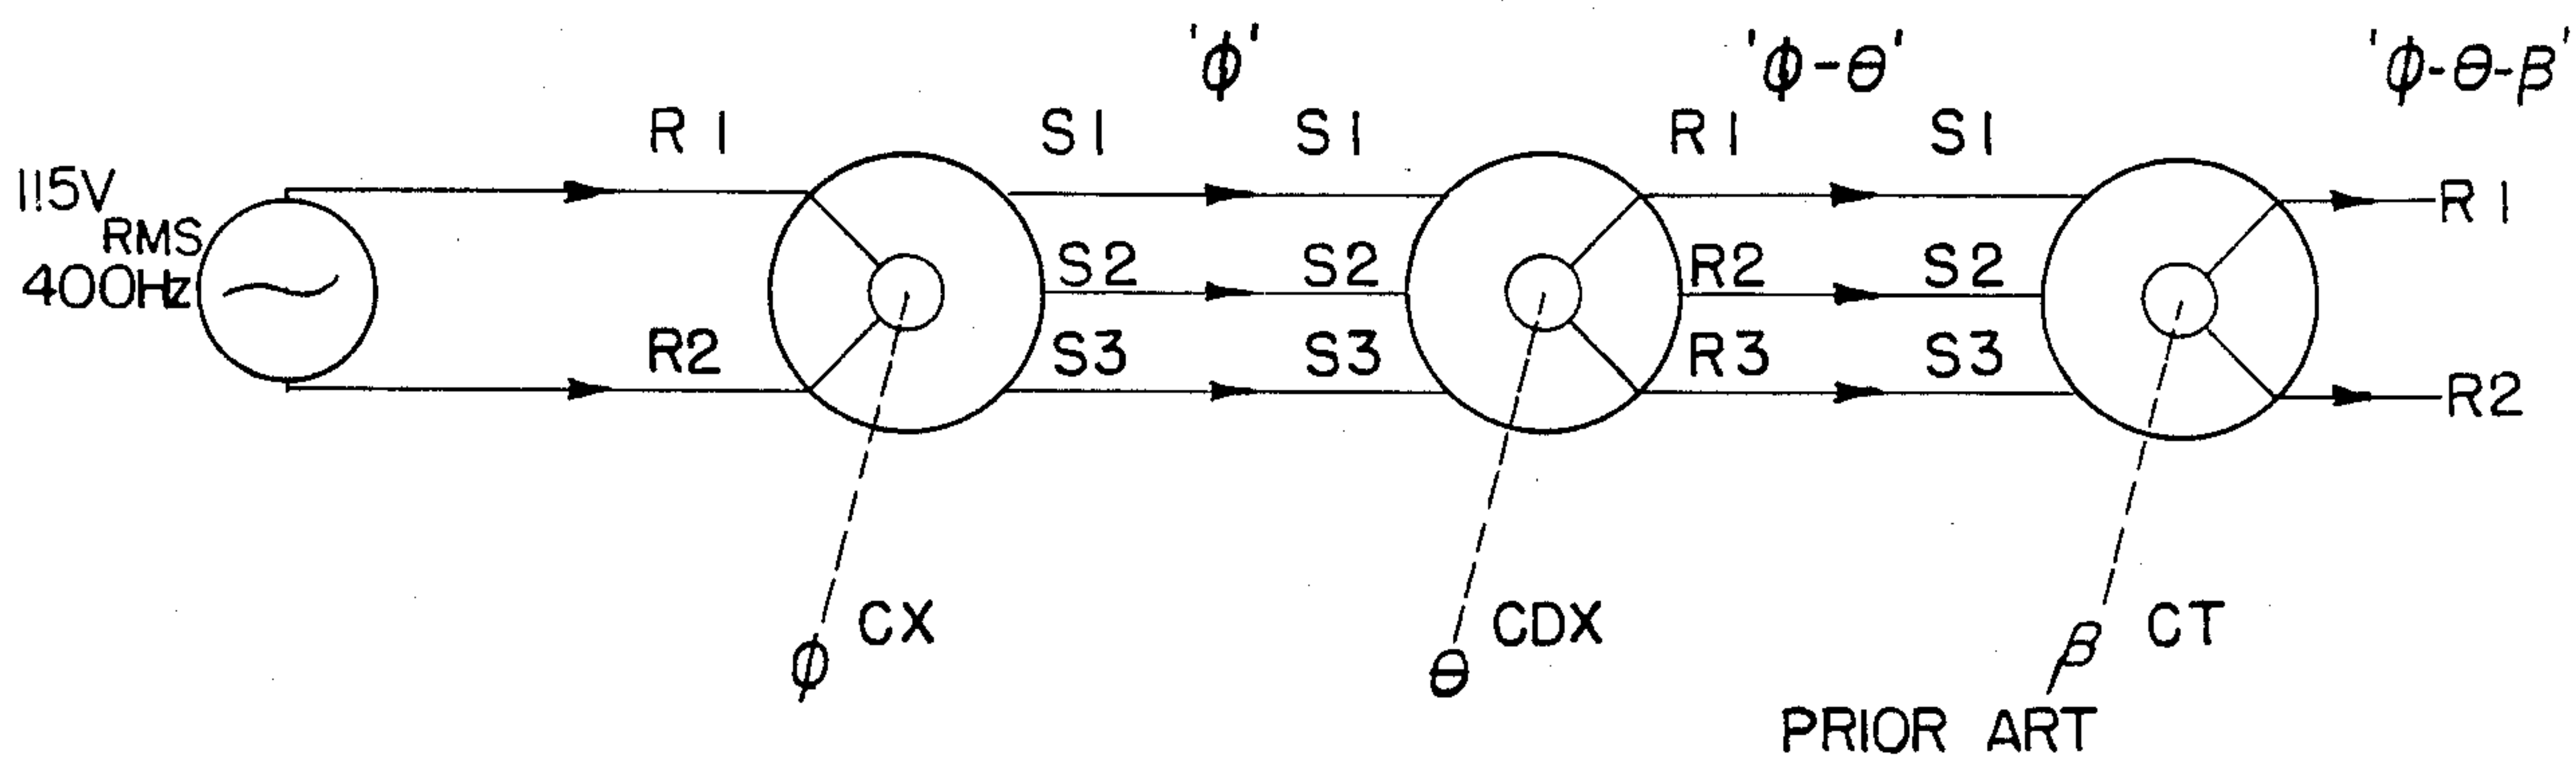 'ϕ' 'ϕ-θ' 'ϕ-θ-β'
R1 S1 S1 R1 S1
115V
RMS
400Hz
R1
S2 S2 R2 S2
R2 S3 S3 R3 S3
R2
CX CDX CT
ϕ θ β
PRIOR ART